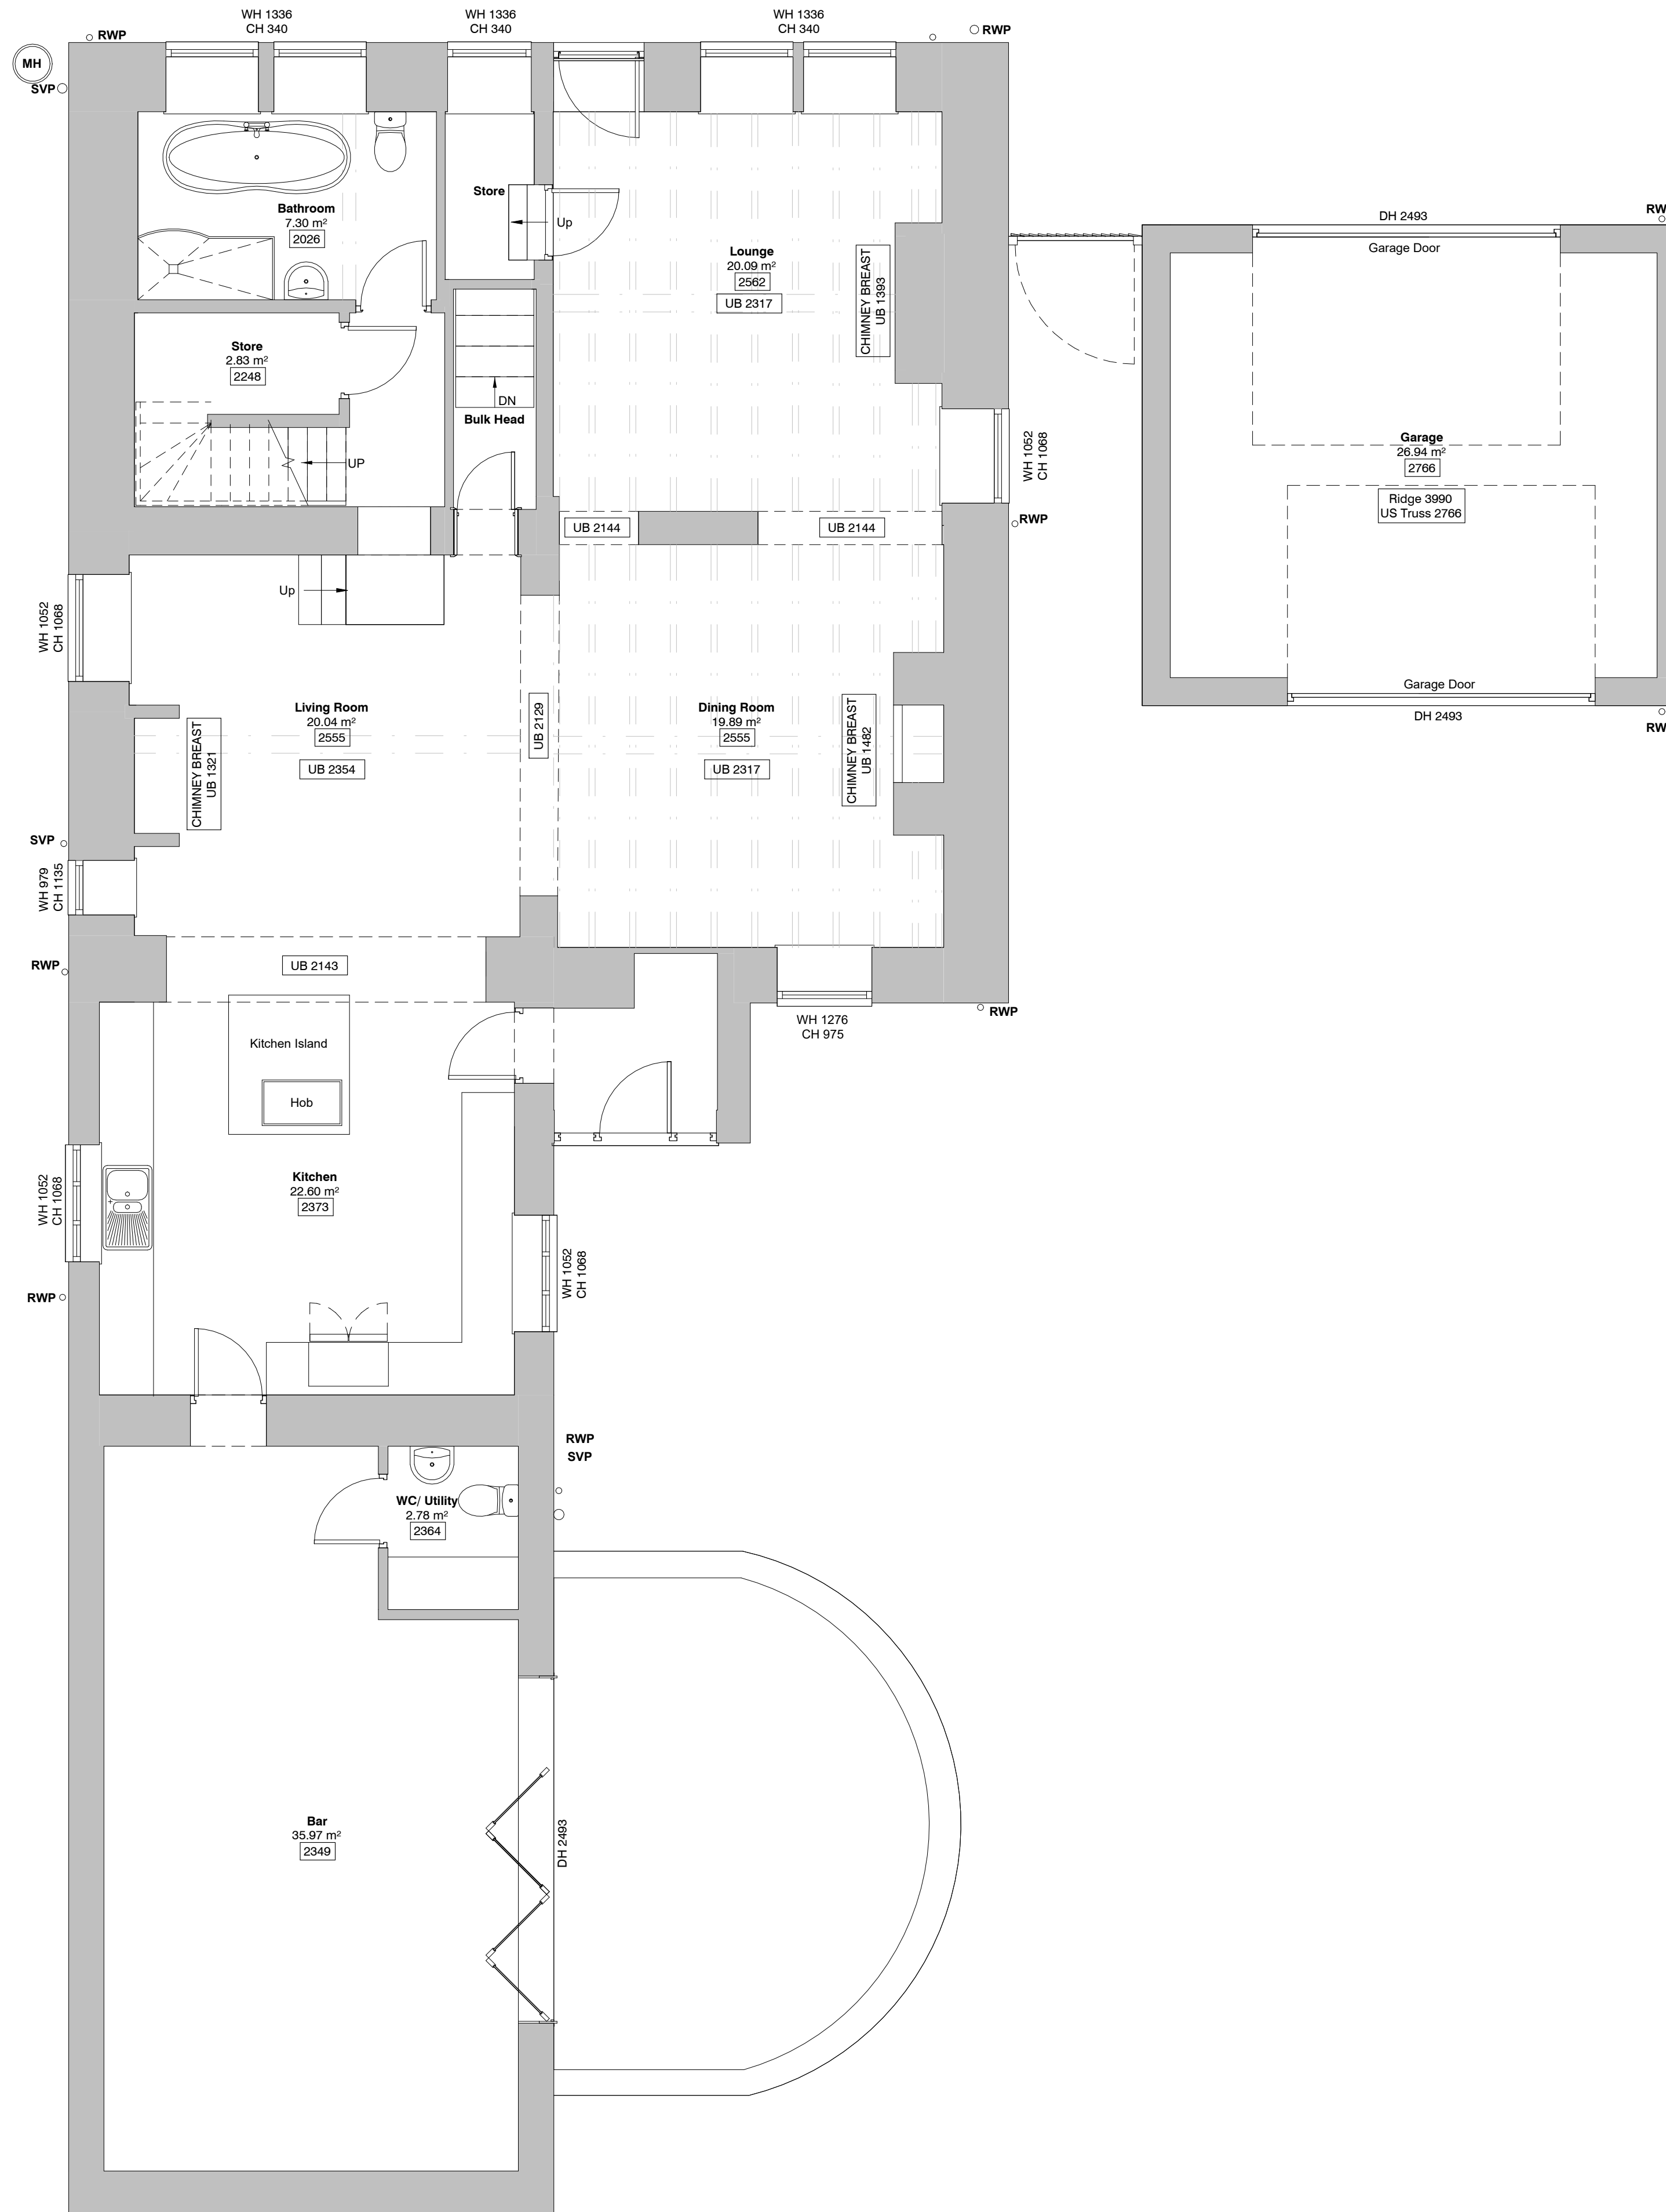 WH 1336
CH 340
WH 1336
CH 340
WH 1336
CH 340
RWP
RWP
MH
SVP
Bathroom
7.30 m²
2026
Store
Up
Lounge
20.09 m²
2562
UB 2317
CHIMNEY BREAST
UB 1393
DH 2493
Garage Door
RW
Store
2.83 m²
2248
DN
Bulk Head
UP
WH 1052
CH 1068
Garage
26.94 m²
2766
Ridge 3990
US Truss 2766
RWP
UB 2144
UB 2144
Up
WH 1052
CH 1068
Garage Door
DH 2493
RW
Living Room
20.04 m²
2555
UB 2354
CHIMNEY BREAST
UB 1321
UB 2129
Dining Room
19.89 m²
2555
UB 2317
CHIMNEY BREAST
UB 1482
SVP
WH 979
CH 1135
RWP
UB 2143
RWP
WH 1276
CH 975
Kitchen Island
Hob
Kitchen
22.60 m²
2373
WH 1052
CH 1068
WH 1052
CH 1068
RWP
RWP
SVP
WC/ Utility
2.78 m²
2364
Bar
35.97 m²
2349
DH 2493